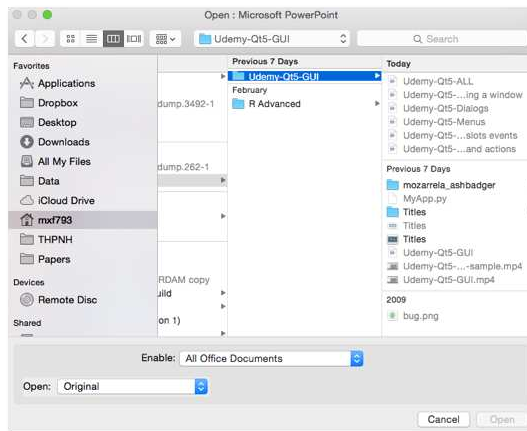 Open : Microsoft PowerPoint
Udemy-Qt5-GUI
Search
Favorites
Applications
Dropbox
Desktop
Downloads
All My Files
Data
iCloud Drive
mxf793
THPNH
Papers
Devices
Remote Disc
Shared
dump.3492-1
dump.262-1
RDAM copy
uild
on 1)
Previous 7 Days
Udemy-Qt5-GUI
February
R Advanced
Today
Udemy-Qt5-ALL
Udemy-Qt5-...ing a window
Udemy-Qt5-Dialogs
Udemy-Qt5-Menus
Udemy-Qt5-...slots events
Udemy-Qt5-...and actions
Previous 7 Days
mozarrela_ashbadger
MyApp.py
Titles
Titles
Titles
Udemy-Qt5-GUI
Udemy-Qt5-...-sample.mp4
Udemy-Qt5-GUI.mp4
2009
bug.png
Enable: All Office Documents
Open: Original
Cancel
Open